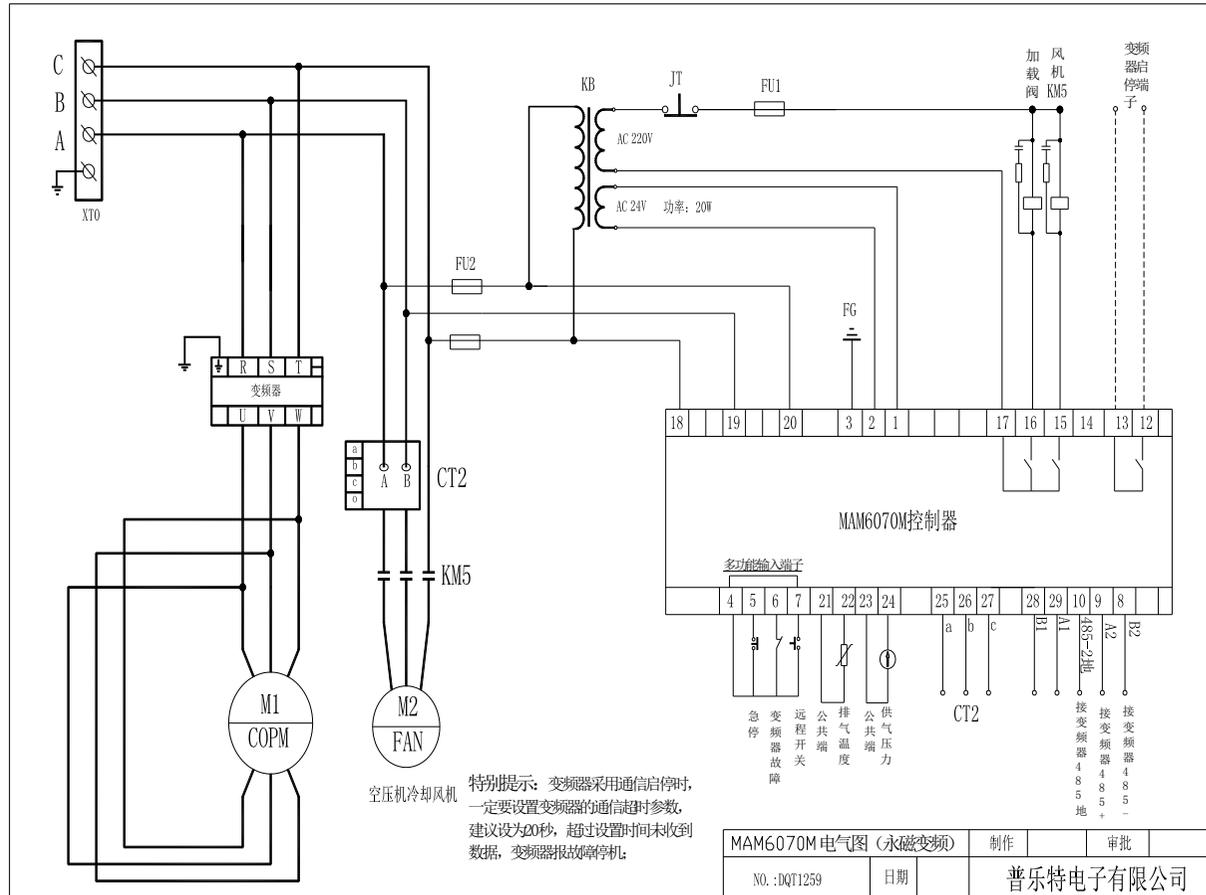 C
B
A
XT0
KB
JT
FU1
加载阀
风机KM5
变频器启停端子
AC 220V
AC 24V
功率：20W
FU2
FG
R S T
变频器
U V W
a
b
c
o
A B
CT2
KM5
M1
COPM
M2
FAN
空压机冷却风机
18 19 20 3 2 1 17 16 15 14 13 12
MAM6070M控制器
多功能输入端子
4 5 6 7 21 22 23 24 25 26 27 28 29 10 9 8
a b c B1 A1 485-2地 A2 B2
CT2
急停
变频器故障
远程开关
公共端
排气温度
公共端
供气压力
接变频器485地
接变频器485+
接变频器485-
特别提示：变频器采用通信启停时，
一定要设置变频器的通信超时参数，
建议设为20秒，超过设置时间未收到
数据，变频器报故障停机；
MAM6070M 电气图（永磁变频） 制作 审批
NO.:DQT1259 日期 普乐特电子有限公司